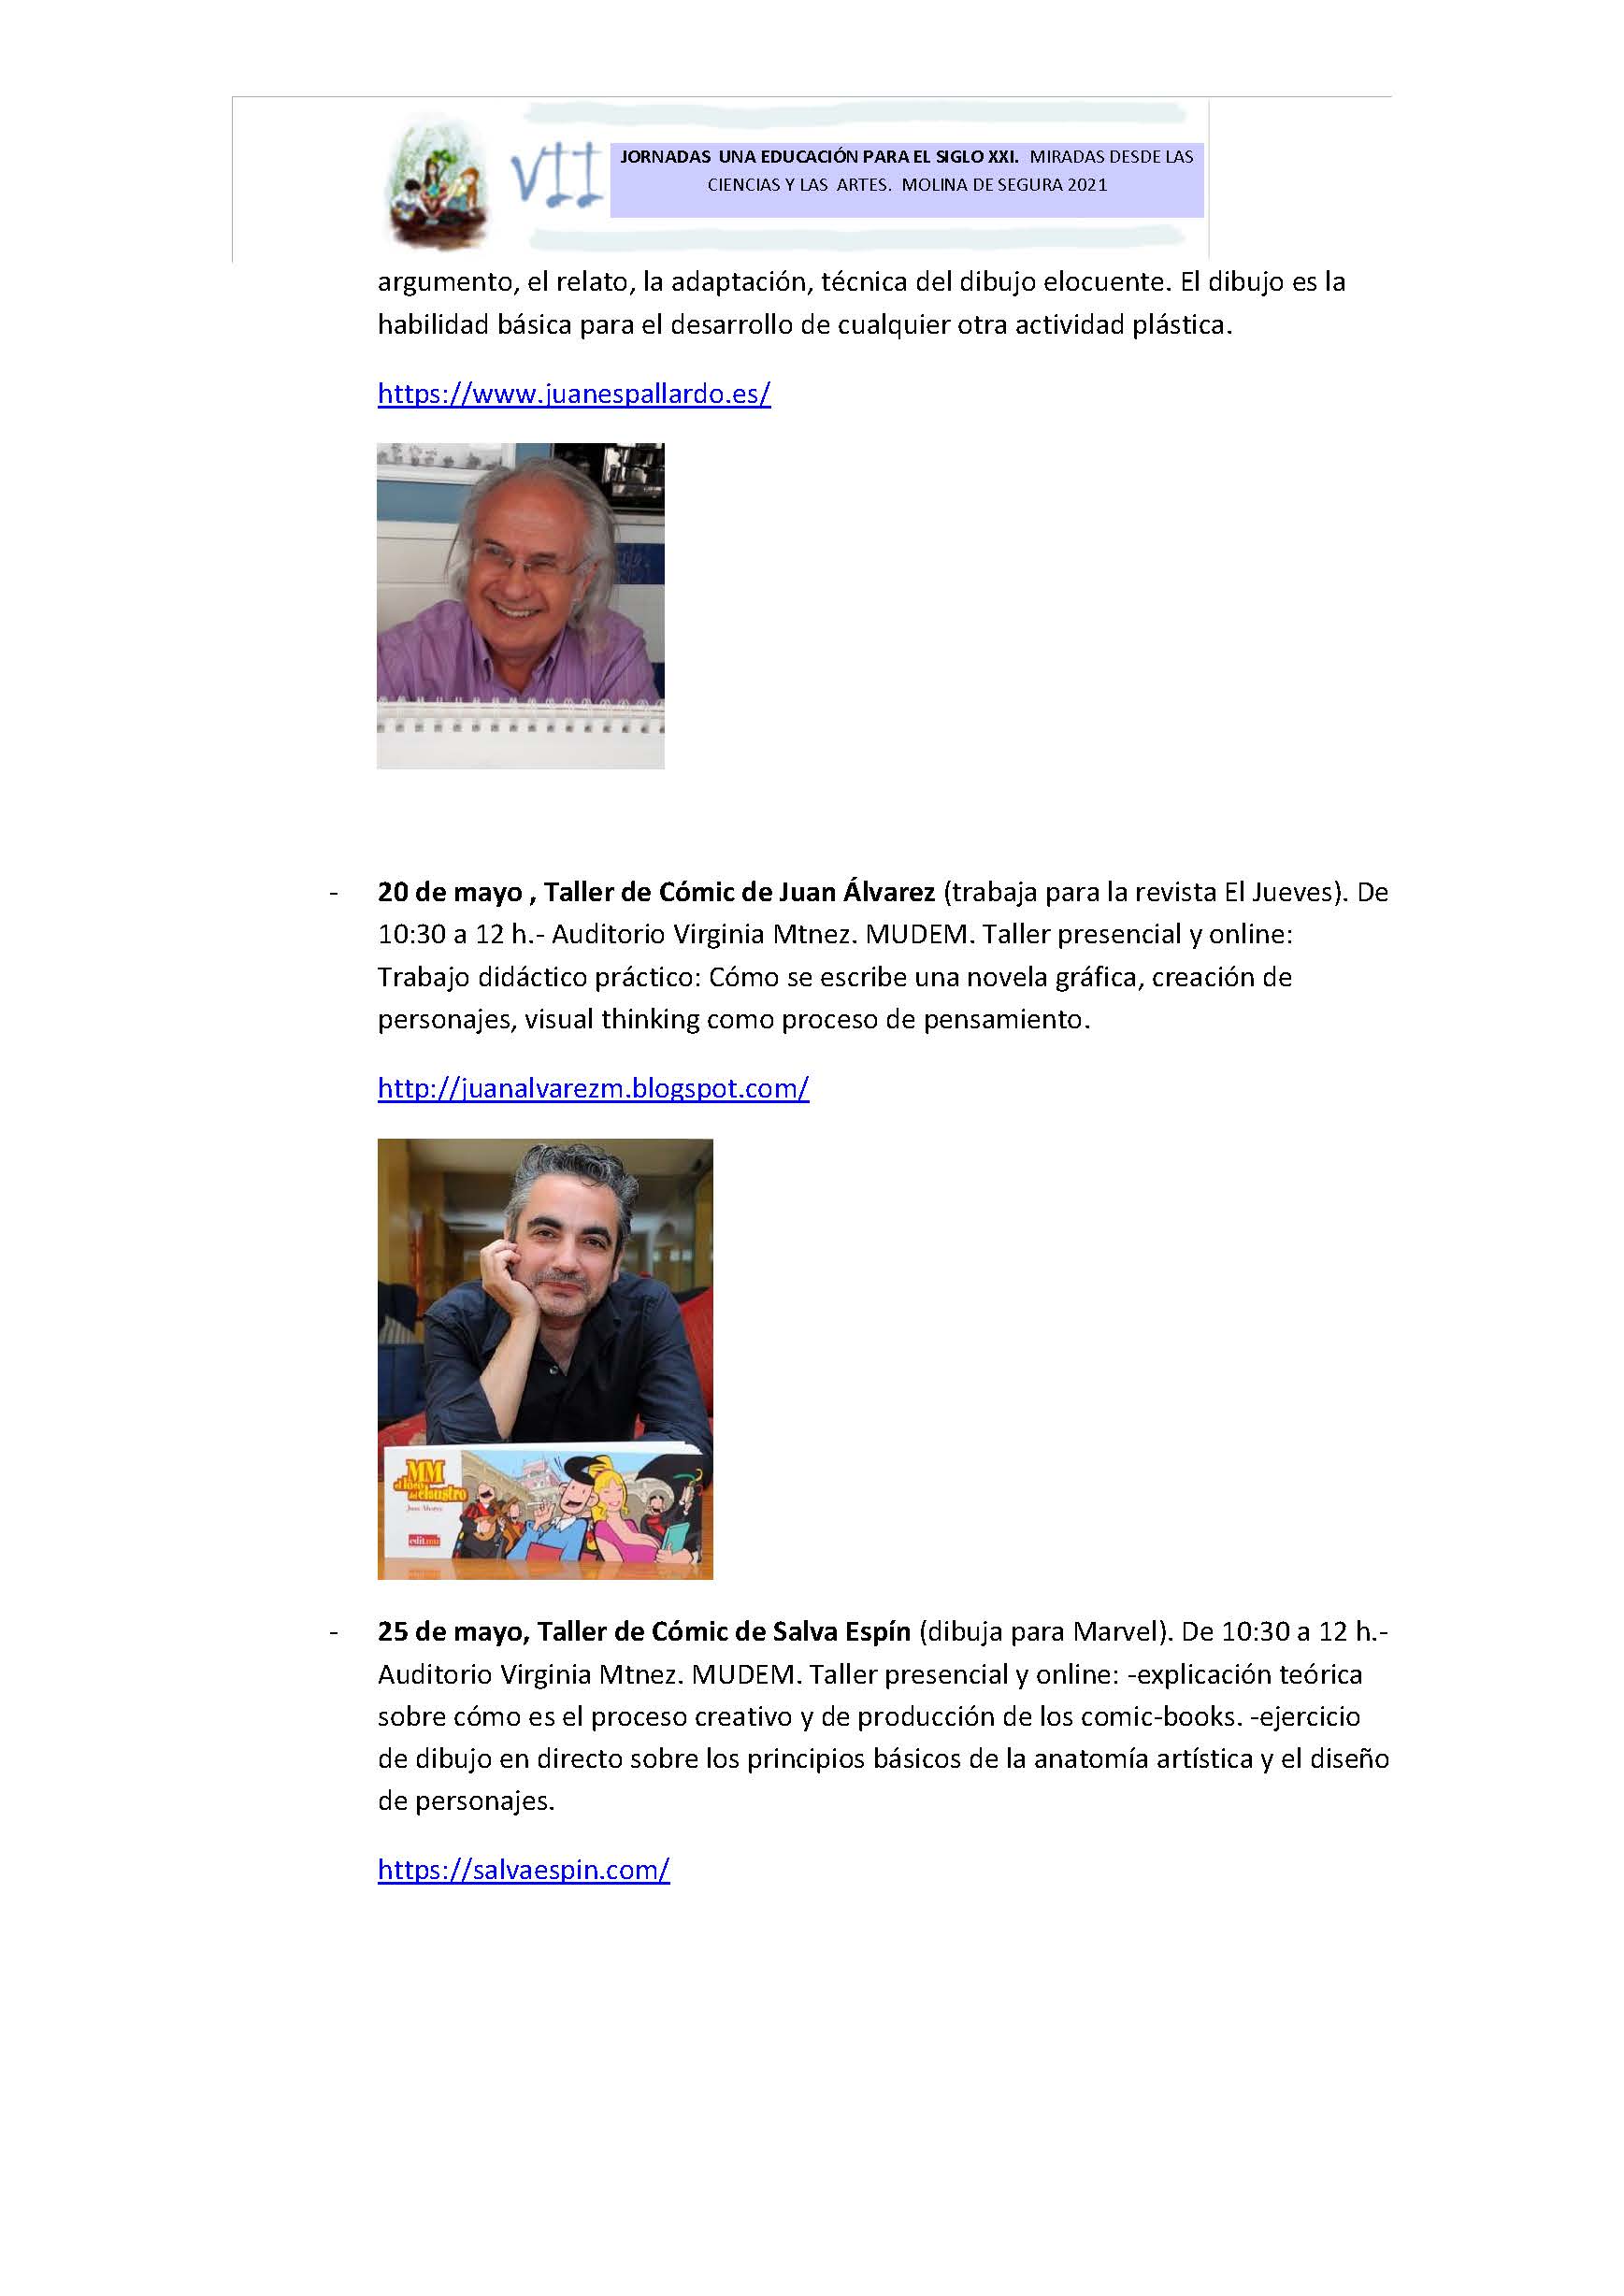 VII
JORNADAS UNA EDUCACIÓN PARA EL SIGLO XXI. MIRADAS DESDE LAS
CIENCIAS Y LAS ARTES. MOLINA DE SEGURA 2021
argumento, el relato, la adaptación, técnica del dibujo elocuente. El dibujo es la
habilidad básica para el desarrollo de cualquier otra actividad plástica.
https://www.juanespallardo.es/
- 20 de mayo , Taller de Cómic de Juan Álvarez (trabaja para la revista El Jueves). De
10:30 a 12 h.- Auditorio Virginia Mtnez. MUDEM. Taller presencial y online:
Trabajo didáctico práctico: Cómo se escribe una novela gráfica, creación de
personajes, visual thinking como proceso de pensamiento.
http://juanalvarezm.blogspot.com/
MM
el loco
del claustro
Juan Álvarez
edit.um
- 25 de mayo, Taller de Cómic de Salva Espín (dibuja para Marvel). De 10:30 a 12 h.-
Auditorio Virginia Mtnez. MUDEM. Taller presencial y online: -explicación teórica
sobre cómo es el proceso creativo y de producción de los comic-books. -ejercicio
de dibujo en directo sobre los principios básicos de la anatomía artística y el diseño
de personajes.
https://salvaespin.com/